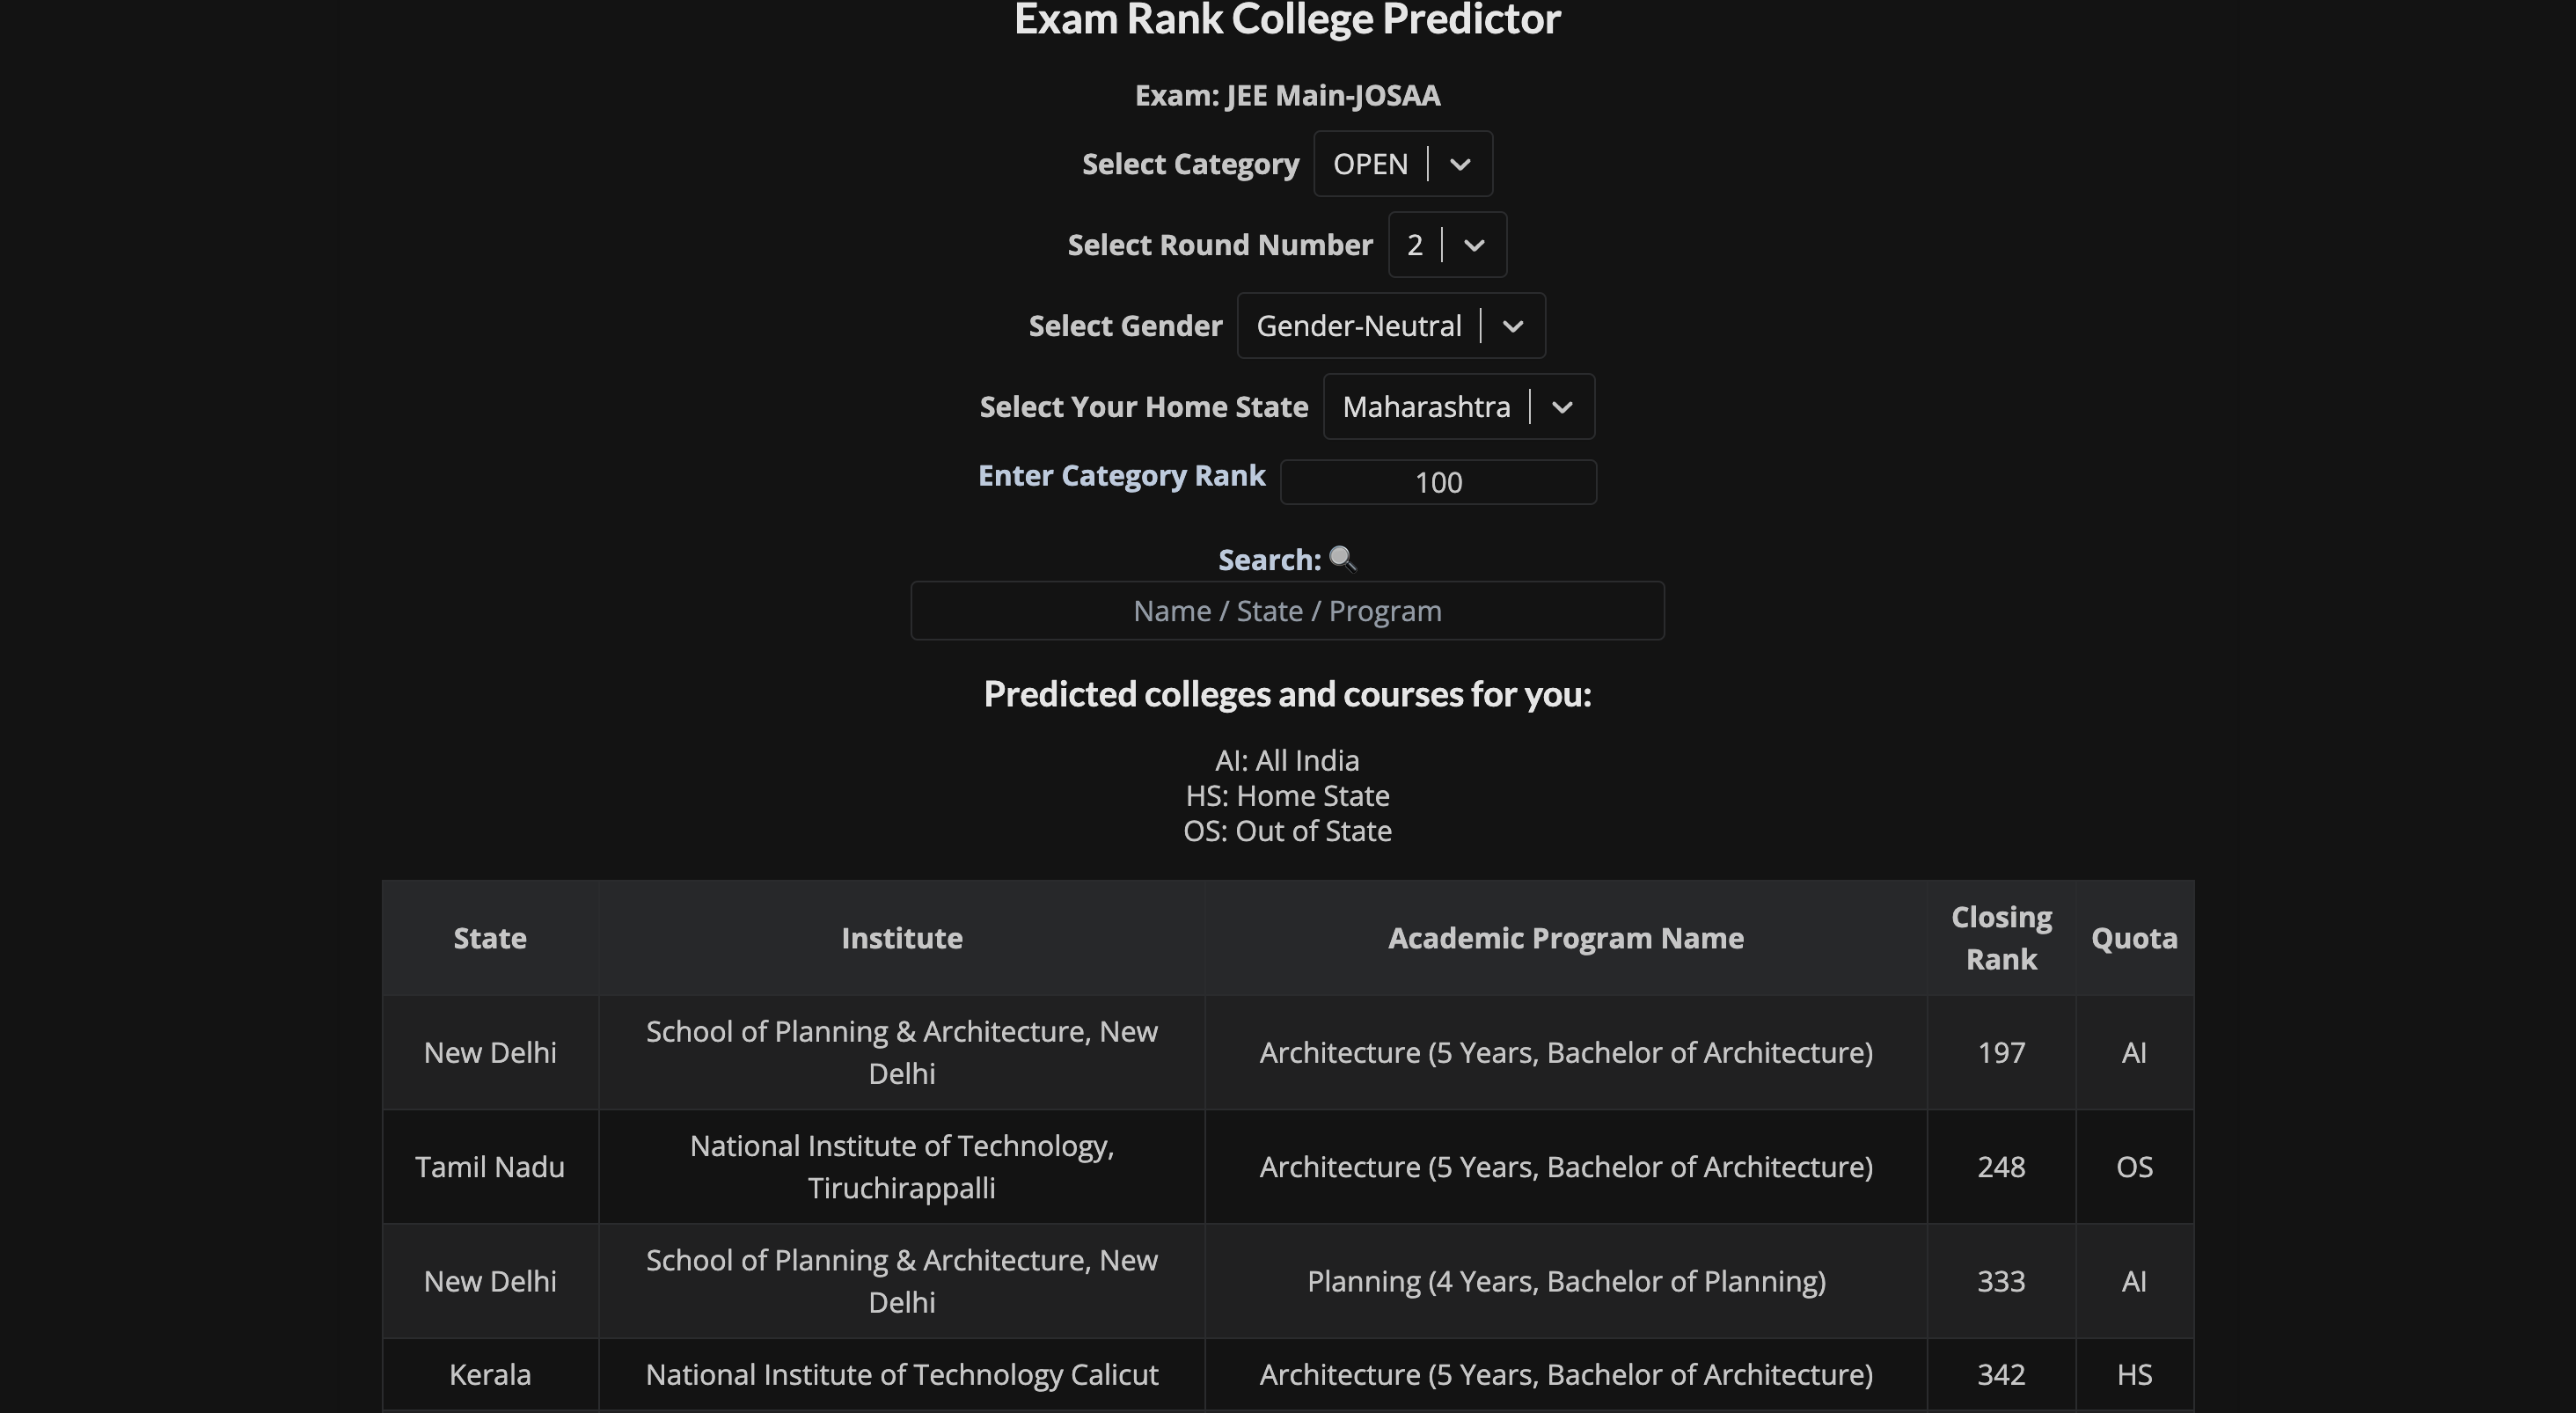 Exam Rank College Predictor
Exam: JEE Main-JOSAA
Select Category OPEN
Select Round Number 2
Select Gender Gender-Neutral
Select Your Home State Maharashtra
Enter Category Rank 100
Search: 🔍
Name / State / Program
Predicted colleges and courses for you:
AI: All India
HS: Home State
OS: Out of State
State Institute Academic Program Name Closing Rank Quota
New Delhi School of Planning & Architecture, New Delhi Architecture (5 Years, Bachelor of Architecture) 197 AI
Tamil Nadu National Institute of Technology, Tiruchirappalli Architecture (5 Years, Bachelor of Architecture) 248 OS
New Delhi School of Planning & Architecture, New Delhi Planning (4 Years, Bachelor of Planning) 333 AI
Kerala National Institute of Technology Calicut Architecture (5 Years, Bachelor of Architecture) 342 HS